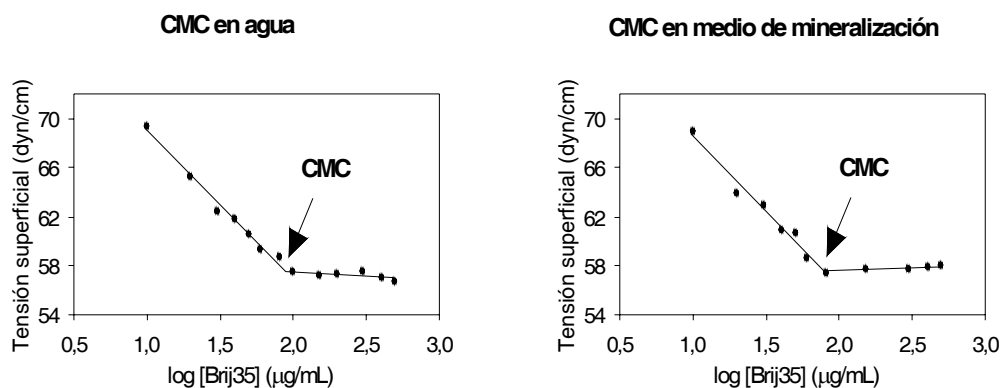 CMC en agua
Tensión superficial (dyn/cm)
70
66
62
58
54
CMC
0,5
1,0
1,5
2,0
2,5
3,0
log [Brij35] (μg/mL)
CMC en medio de mineralización
Tensión superficial (dyn/cm)
70
66
62
58
54
CMC
0,5
1,0
1,5
2,0
2,5
3,0
log [Brij35] (μg/mL)